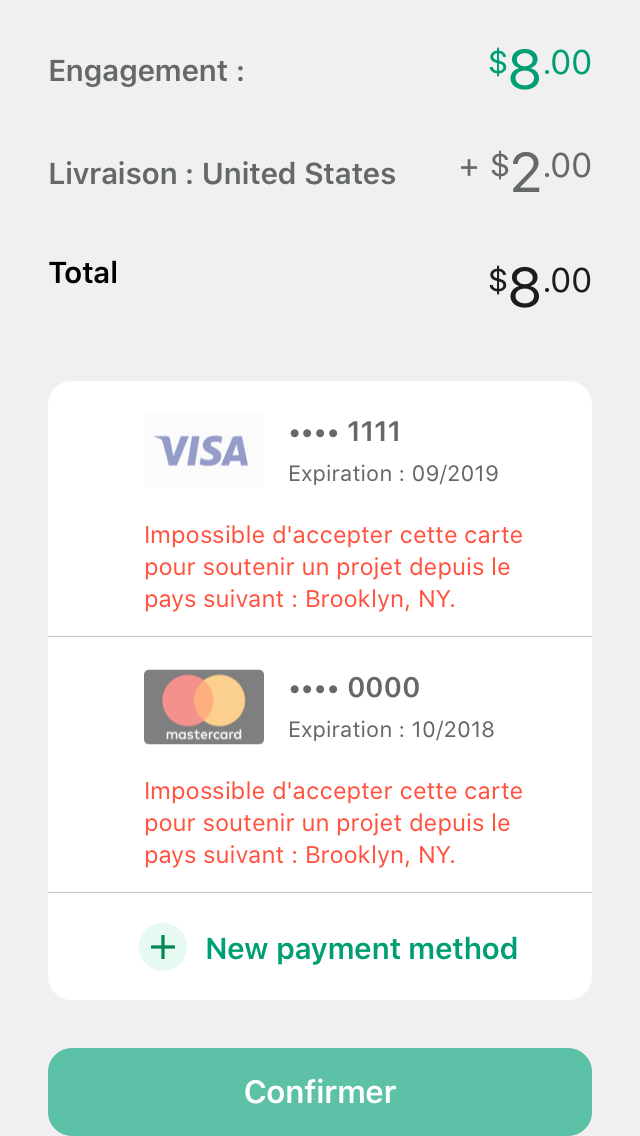 Engagement : $8.00
Livraison : United States + $2.00
Total $8.00
VISA •••• 1111
Expiration : 09/2019
Impossible d'accepter cette carte
pour soutenir un projet depuis le
pays suivant : Brooklyn, NY.
•••• 0000
mastercard Expiration : 10/2018
Impossible d'accepter cette carte
pour soutenir un projet depuis le
pays suivant : Brooklyn, NY.
+ New payment method
Confirmer